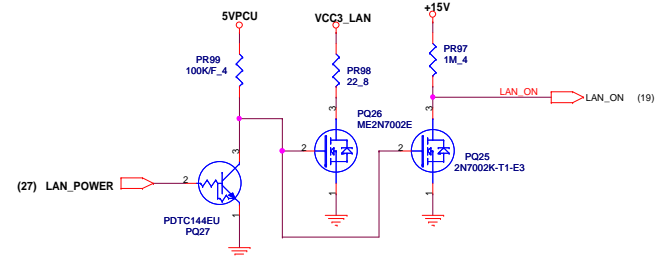 5VPCU
VCC3_LAN
+15V
PR99
100K/F_4
PR98
22_8
PR97
1M_4
LAN_ON
LAN_ON (19)
3
PQ26
ME2N7002E
3
3
2
2
PQ25
2N7002K-T1-E3
(27) LAN_POWER
2
1
1
1
PDTC144EU
PQ27